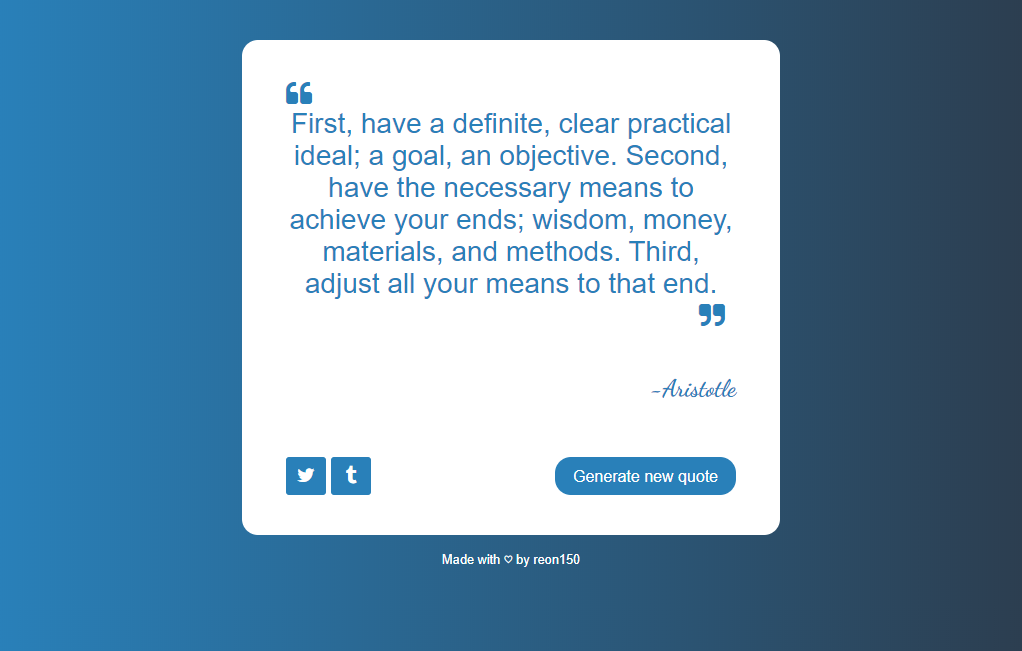 ❝
First, have a definite, clear practical
ideal; a goal, an objective. Second,
have the necessary means to
achieve your ends; wisdom, money,
materials, and methods. Third,
adjust all your means to that end.
❞
~Aristotle
Generate new quote
Made with ♡ by reon150